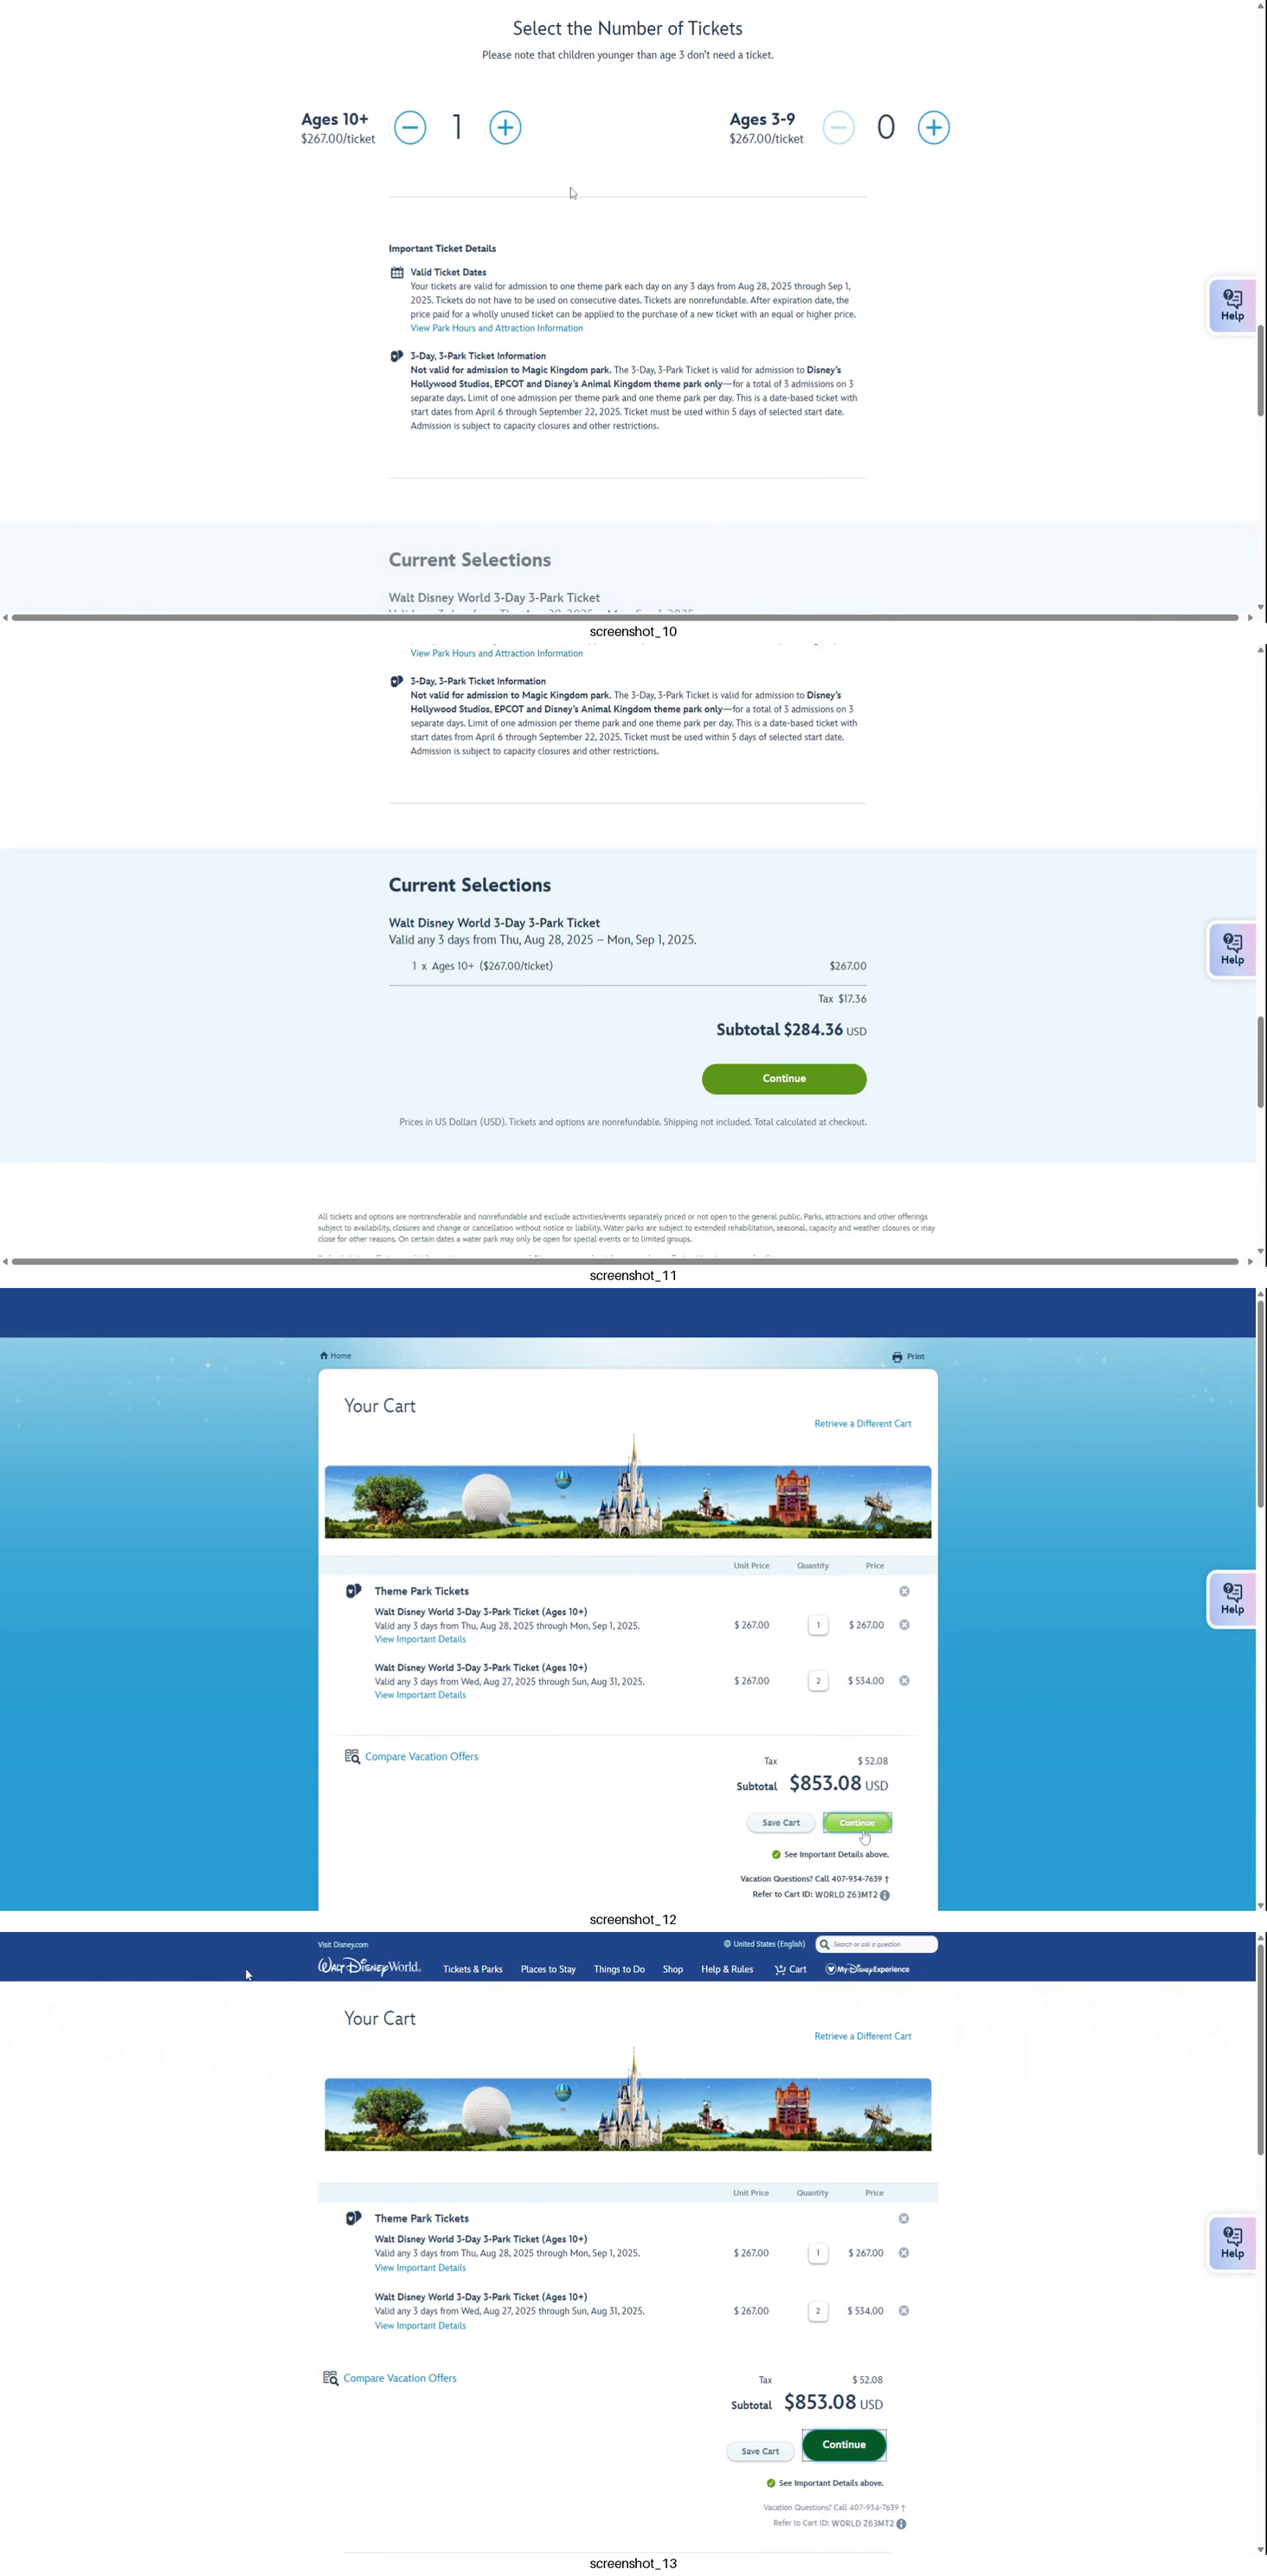 Select the Number of Tickets
Please note that children younger than age 3 don't need a ticket.
Ages 10+
$267.00/ticket
1
Ages 3-9
$267.00/ticket
0
Important Ticket Details
Valid Ticket Dates
Your tickets are valid for admission to one theme park each day on any 3 days from Aug 28, 2025 through Sep 1,
2025. Tickets do not have to be used on consecutive dates. Tickets are nonrefundable. After expiration date, the
price paid for a wholly unused ticket can be applied to the purchase of a new ticket with an equal or higher price.
View Park Hours and Attraction Information
3-Day, 3-Park Ticket Information
Not valid for admission to Magic Kingdom park. The 3-Day, 3-Park Ticket is valid for admission to Disney's
Hollywood Studios, EPCOT and Disney's Animal Kingdom theme park only—for a total of 3 admissions on 3
separate days. Limit of one admission per theme park and one theme park per day. This is a date-based ticket with
start dates from April 6 through September 22, 2025. Ticket must be used within 5 days of selected start date.
Admission is subject to capacity closures and other restrictions.
Help
Current Selections
Walt Disney World 3-Day 3-Park Ticket
screenshot_10
View Park Hours and Attraction Information
3-Day, 3-Park Ticket Information
Not valid for admission to Magic Kingdom park. The 3-Day, 3-Park Ticket is valid for admission to Disney's
Hollywood Studios, EPCOT and Disney's Animal Kingdom theme park only—for a total of 3 admissions on 3
separate days. Limit of one admission per theme park and one theme park per day. This is a date-based ticket with
start dates from April 6 through September 22, 2025. Ticket must be used within 5 days of selected start date.
Admission is subject to capacity closures and other restrictions.
Current Selections
Walt Disney World 3-Day 3-Park Ticket
Valid any 3 days from Thu, Aug 28, 2025 – Mon, Sep 1, 2025.
1 x Ages 10+ ($267.00/ticket) $267.00
Tax $17.36
Subtotal $284.36 USD
Continue
Prices in US Dollars (USD). Tickets and options are nonrefundable. Shipping not included. Total calculated at checkout.
Help
All tickets and options are nontransferable and nonrefundable and exclude activities/events separately priced or not open to the general public. Parks, attractions and other offerings
subject to availability, closures and change or cancellation without notice or liability. Water parks are subject to extended rehabilitation, seasonal, capacity and weather closures or may
close for other reasons. On certain dates a water park may only be open for special events or to limited groups.
screenshot_11
Home
Print
Your Cart
Retrieve a Different Cart
Unit Price Quantity Price
Theme Park Tickets
Walt Disney World 3-Day 3-Park Ticket (Ages 10+)
Valid any 3 days from Thu, Aug 28, 2025 through Mon, Sep 1, 2025. $ 267.00 1 $ 267.00
View Important Details
Walt Disney World 3-Day 3-Park Ticket (Ages 10+)
Valid any 3 days from Wed, Aug 27, 2025 through Sun, Aug 31, 2025. $ 267.00 2 $ 534.00
View Important Details
Help
Compare Vacation Offers
Tax $ 52.08
Subtotal $853.08 USD
Save Cart Continue
See Important Details above.
Vacation Questions? Call 407-934-7639 †
Refer to Cart ID: WORLD Z63MT2
screenshot_12
Visit Disney.com
United States (English)
Search or ask a question
Walt Disney World. Tickets & Parks Places to Stay Things to Do Shop Help & Rules Cart My Disney Experience
Your Cart
Retrieve a Different Cart
Unit Price Quantity Price
Theme Park Tickets
Walt Disney World 3-Day 3-Park Ticket (Ages 10+)
Valid any 3 days from Thu, Aug 28, 2025 through Mon, Sep 1, 2025. $ 267.00 1 $ 267.00
View Important Details
Walt Disney World 3-Day 3-Park Ticket (Ages 10+)
Valid any 3 days from Wed, Aug 27, 2025 through Sun, Aug 31, 2025. $ 267.00 2 $ 534.00
View Important Details
Help
Compare Vacation Offers
Tax $ 52.08
Subtotal $853.08 USD
Save Cart Continue
See Important Details above.
Vacation Questions? Call 407-934-7639 †
Refer to Cart ID: WORLD Z63MT2
screenshot_13